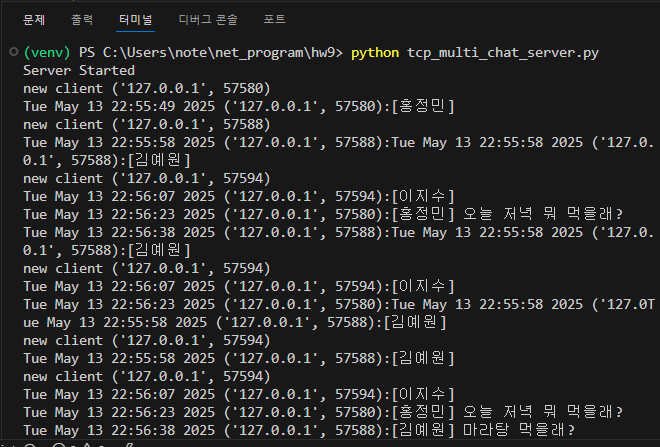 문제 출력 터미널 디버그 콘솔 포트
(venv) PS C:\Users\note\net_program\hw9> python tcp_multi_chat_server.py
Server Started
new client ('127.0.0.1', 57580)
Tue May 13 22:55:49 2025 ('127.0.0.1', 57580):[홍정민]
new client ('127.0.0.1', 57588)
Tue May 13 22:55:58 2025 ('127.0.0.1', 57588):Tue May 13 22:55:58 2025 ('127.0.
0.1', 57588):[김예원]
new client ('127.0.0.1', 57594)
Tue May 13 22:56:07 2025 ('127.0.0.1', 57594):[이지수]
Tue May 13 22:56:23 2025 ('127.0.0.1', 57580):[홍정민] 오늘 저녁 뭐 먹을래?
Tue May 13 22:56:38 2025 ('127.0.0.1', 57588):Tue May 13 22:55:58 2025 ('127.0.
0.1', 57588):[김예원]
new client ('127.0.0.1', 57594)
Tue May 13 22:56:07 2025 ('127.0.0.1', 57594):[이지수]
Tue May 13 22:56:23 2025 ('127.0.0.1', 57580):Tue May 13 22:55:58 2025 ('127.0T
ue May 13 22:55:58 2025 ('127.0.0.1', 57588):[김예원]
new client ('127.0.0.1', 57594)
Tue May 13 22:55:58 2025 ('127.0.0.1', 57588):[김예원]
new client ('127.0.0.1', 57594)
Tue May 13 22:56:07 2025 ('127.0.0.1', 57594):[이지수]
Tue May 13 22:56:23 2025 ('127.0.0.1', 57580):[홍정민] 오늘 저녁 뭐 먹을래?
Tue May 13 22:56:38 2025 ('127.0.0.1', 57588):[김예원] 마라탕 먹을래?